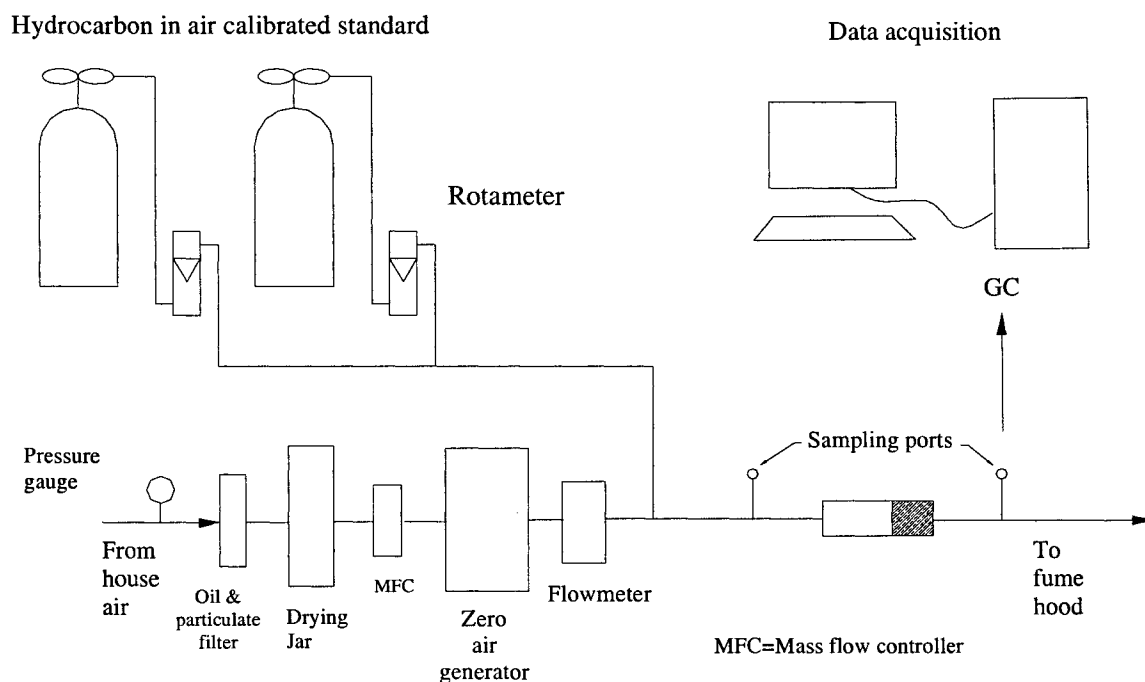 Hydrocarbon in air calibrated standard
Data acquisition
Rotameter
GC
Sampling ports
Pressure
gauge
From
house
air
Oil &
particulate
filter
Drying
Jar
MFC
Zero
air
generator
Flowmeter
To
fume
hood
MFC=Mass flow controller